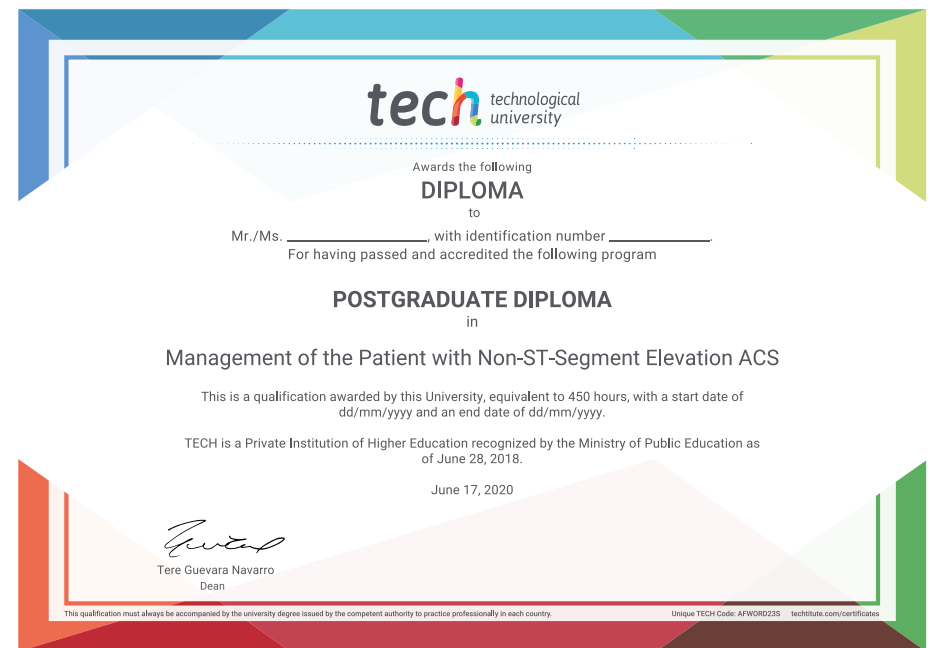 tech technological
university
Awards the following
DIPLOMA
to
Mr./Ms. ____________________, with identification number ______________.
For having passed and accredited the following program
POSTGRADUATE DIPLOMA
in
Management of the Patient with Non-ST-Segment Elevation ACS
This is a qualification awarded by this University, equivalent to 450 hours, with a start date of
dd/mm/yyyy and an end date of dd/mm/yyyy.
TECH is a Private Institution of Higher Education recognized by the Ministry of Public Education as
of June 28, 2018.
June 17, 2020
Tere Guevara Navarro
Dean
This qualification must always be accompanied by the university degree issued by the competent authority to practice professionally in each country. Unique TECH Code: AFWORD23S techtitute.com/certificates